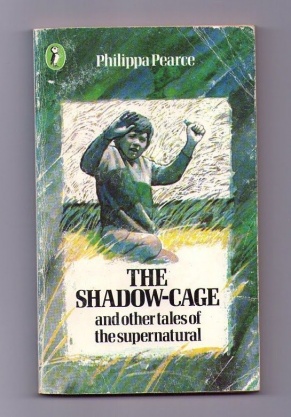 Philippa Pearce
THE
SHADOW-CAGE
and other tales of
the supernatural